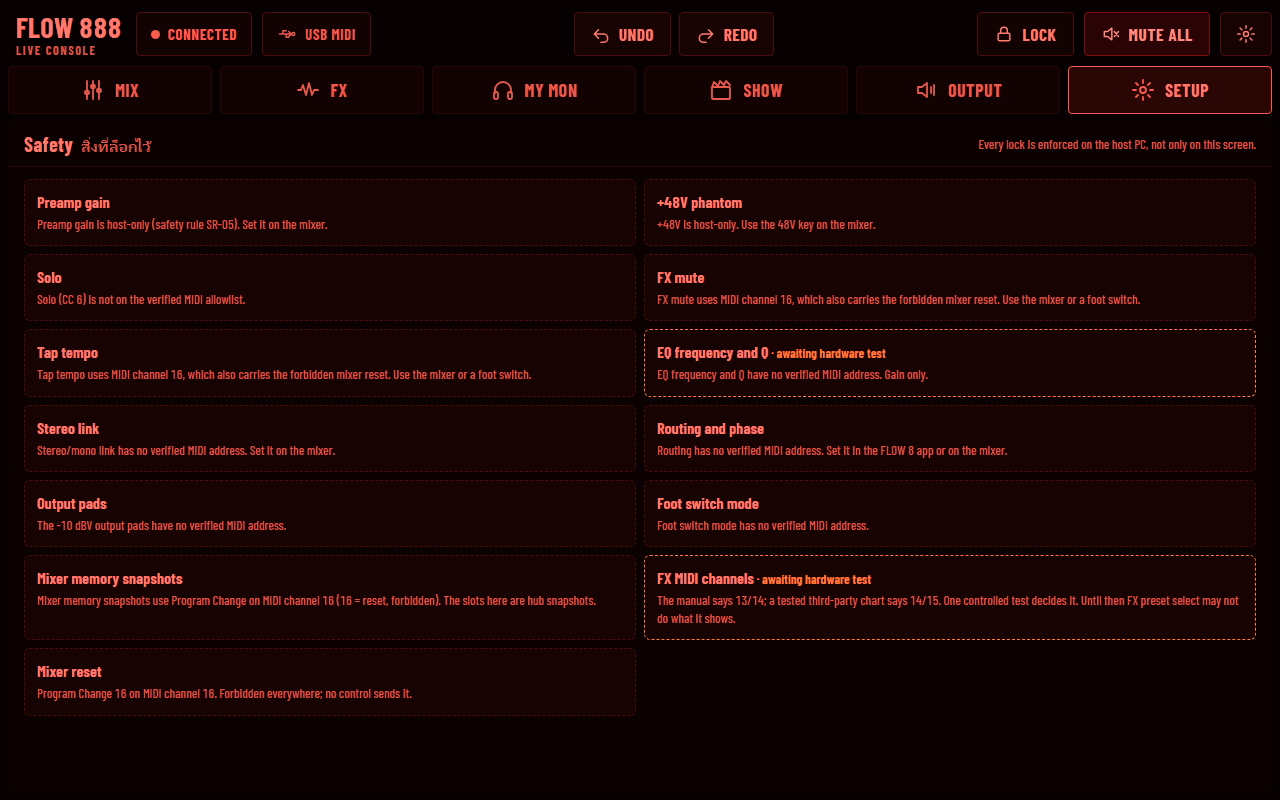 FLOW 888
LIVE CONSOLE
CONNECTED
USB MIDI
UNDO
REDO
LOCK
MUTE ALL
MIX
FX
MY MON
SHOW
OUTPUT
SETUP
Safety สิ่งที่ล็อกไว้
Every lock is enforced on the host PC, not only on this screen.
Preamp gain
Preamp gain is host-only (safety rule SR-05). Set it on the mixer.
+48V phantom
+48V is host-only. Use the 48V key on the mixer.
Solo
Solo (CC 6) is not on the verified MIDI allowlist.
FX mute
FX mute uses MIDI channel 16, which also carries the forbidden mixer reset. Use the mixer or a foot switch.
Tap tempo
Tap tempo uses MIDI channel 16, which also carries the forbidden mixer reset. Use the mixer or a foot switch.
EQ frequency and Q · awaiting hardware test
EQ frequency and Q have no verified MIDI address. Gain only.
Stereo link
Stereo/mono link has no verified MIDI address. Set it on the mixer.
Routing and phase
Routing has no verified MIDI address. Set it in the FLOW 8 app or on the mixer.
Output pads
The -10 dBV output pads have no verified MIDI address.
Foot switch mode
Foot switch mode has no verified MIDI address.
Mixer memory snapshots
Mixer memory snapshots use Program Change on MIDI channel 16 (16 = reset, forbidden). The slots here are hub snapshots.
FX MIDI channels · awaiting hardware test
The manual says 13/14; a tested third-party chart says 14/15. One controlled test decides it. Until then FX preset select may not
do what it shows.
Mixer reset
Program Change 16 on MIDI channel 16. Forbidden everywhere; no control sends it.